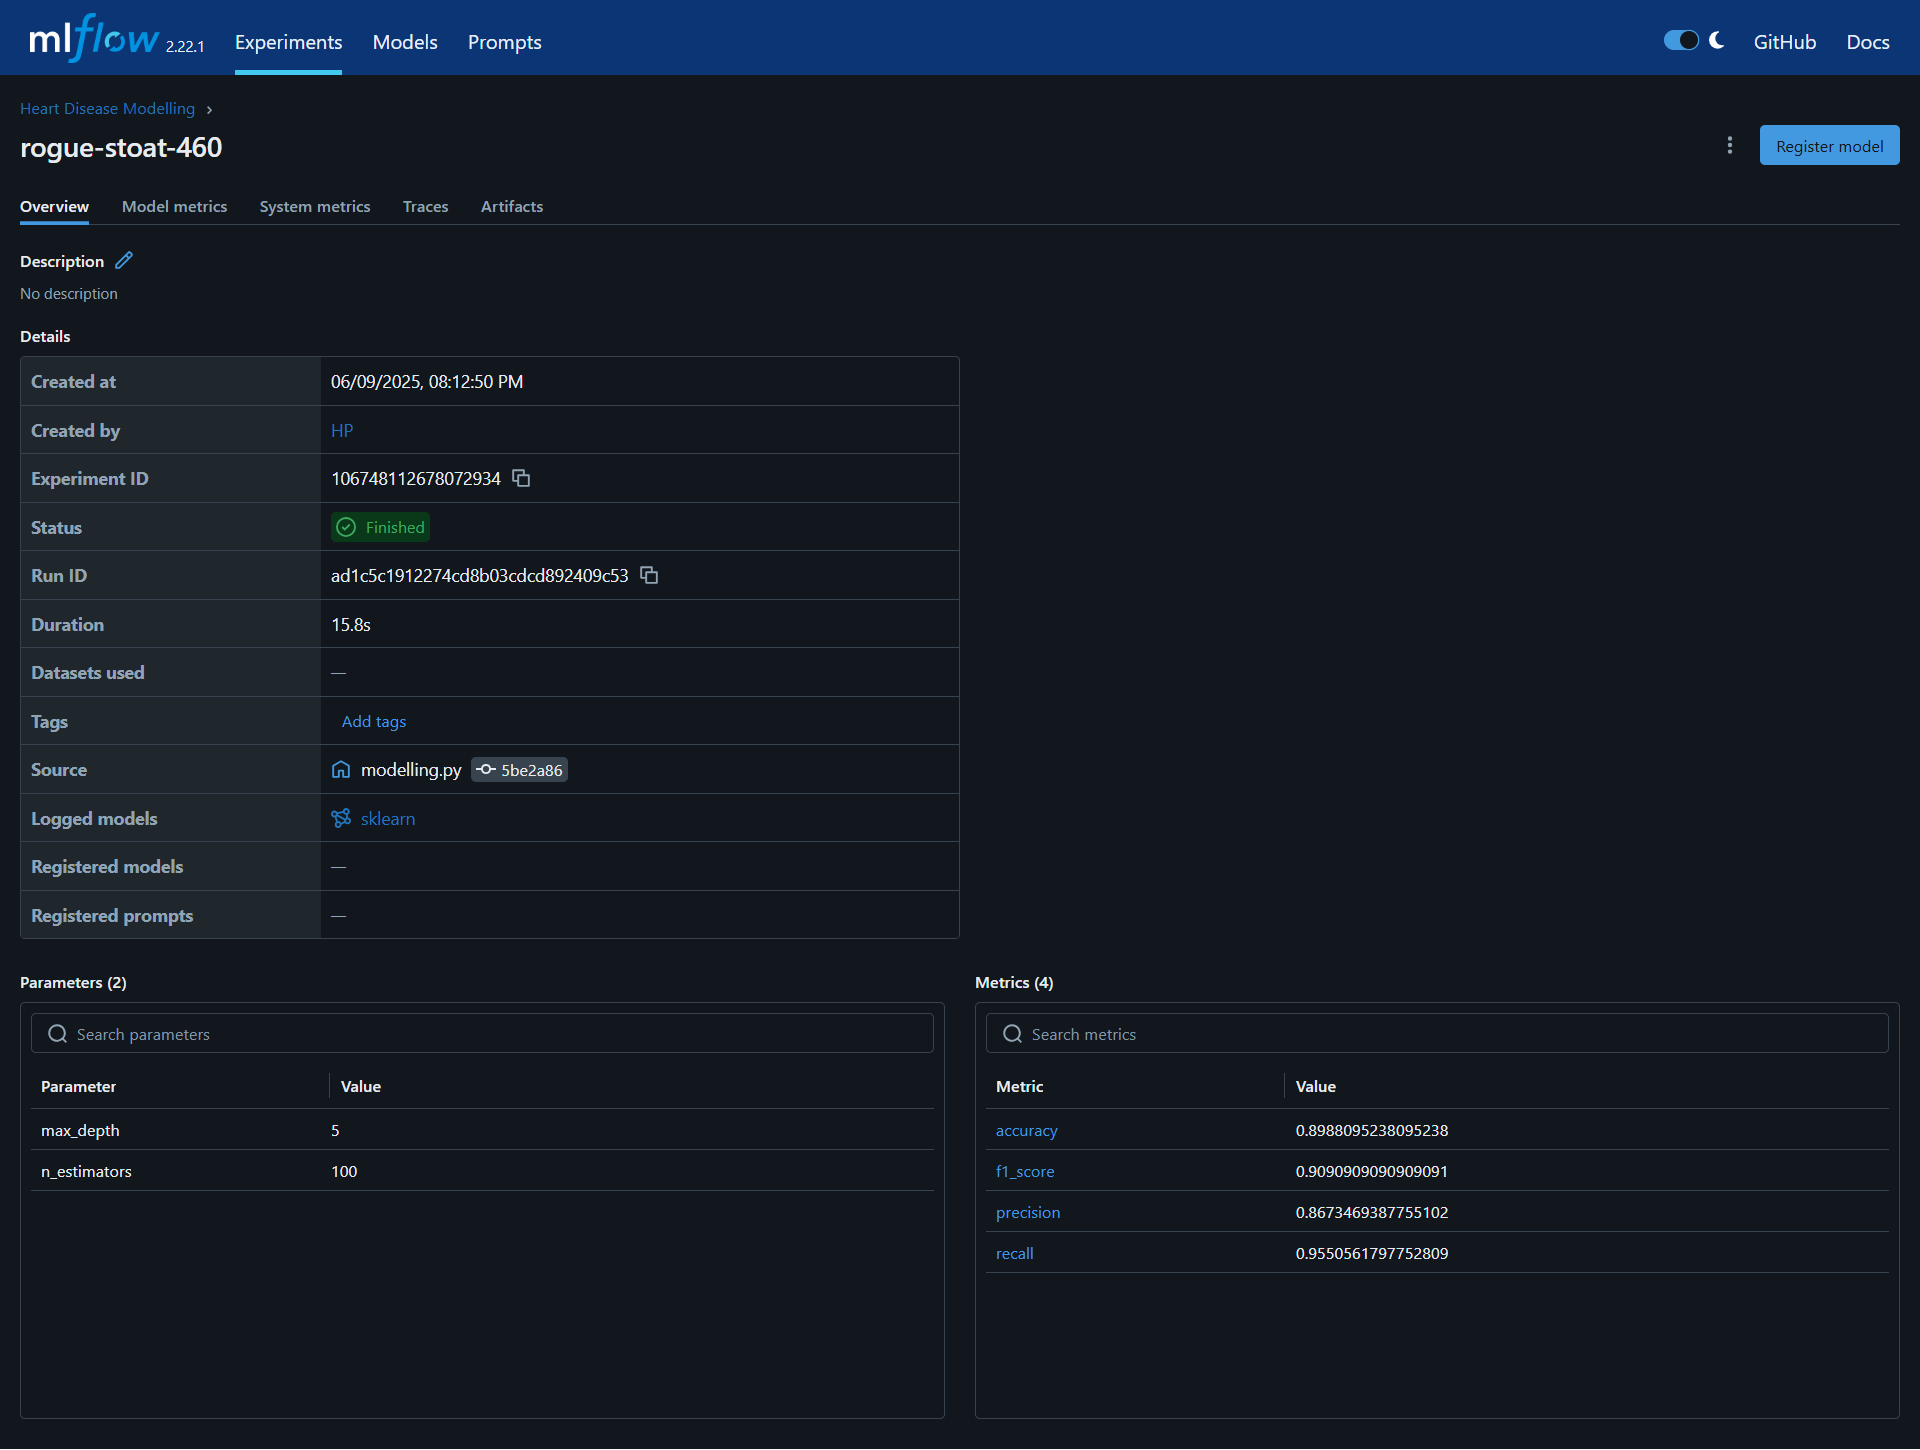 mlflow 2.22.1 Experiments Models Prompts GitHub Docs
Heart Disease Modelling ›
rogue-stoat-460
Register model
Overview Model metrics System metrics Traces Artifacts
Description
No description
Details
Created at 06/09/2025, 08:12:50 PM
Created by HP
Experiment ID 106748112678072934
Status Finished
Run ID ad1c5c1912274cd8b03cdcd892409c53
Duration 15.8s
Datasets used —
Tags Add tags
Source modelling.py 5be2a86
Logged models sklearn
Registered models —
Registered prompts —
Parameters (2)
Search parameters
Parameter Value
max_depth 5
n_estimators 100
Metrics (4)
Search metrics
Metric Value
accuracy 0.8988095238095238
f1_score 0.9090909090909091
precision 0.8673469387755102
recall 0.9550561797752809